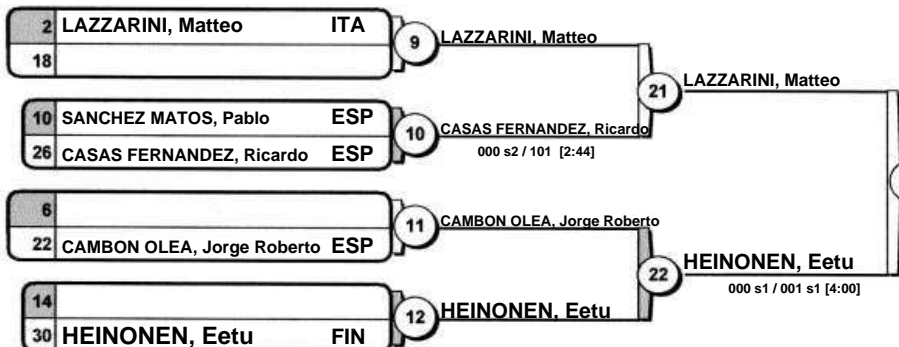 2 LAZZARINI, Matteo ITA
18
9 LAZZARINI, Matteo
10 SANCHEZ MATOS, Pablo ESP
26 CASAS FERNANDEZ, Ricardo ESP
10 CASAS FERNANDEZ, Ricardo
000 s2 / 101 [2:44]
21 LAZZARINI, Matteo
6
22 CAMBON OLEA, Jorge Roberto ESP
11 CAMBON OLEA, Jorge Roberto
14
30 HEINONEN, Eetu FIN
12 HEINONEN, Eetu
22 HEINONEN, Eetu
000 s1 / 001 s1 [4:00]